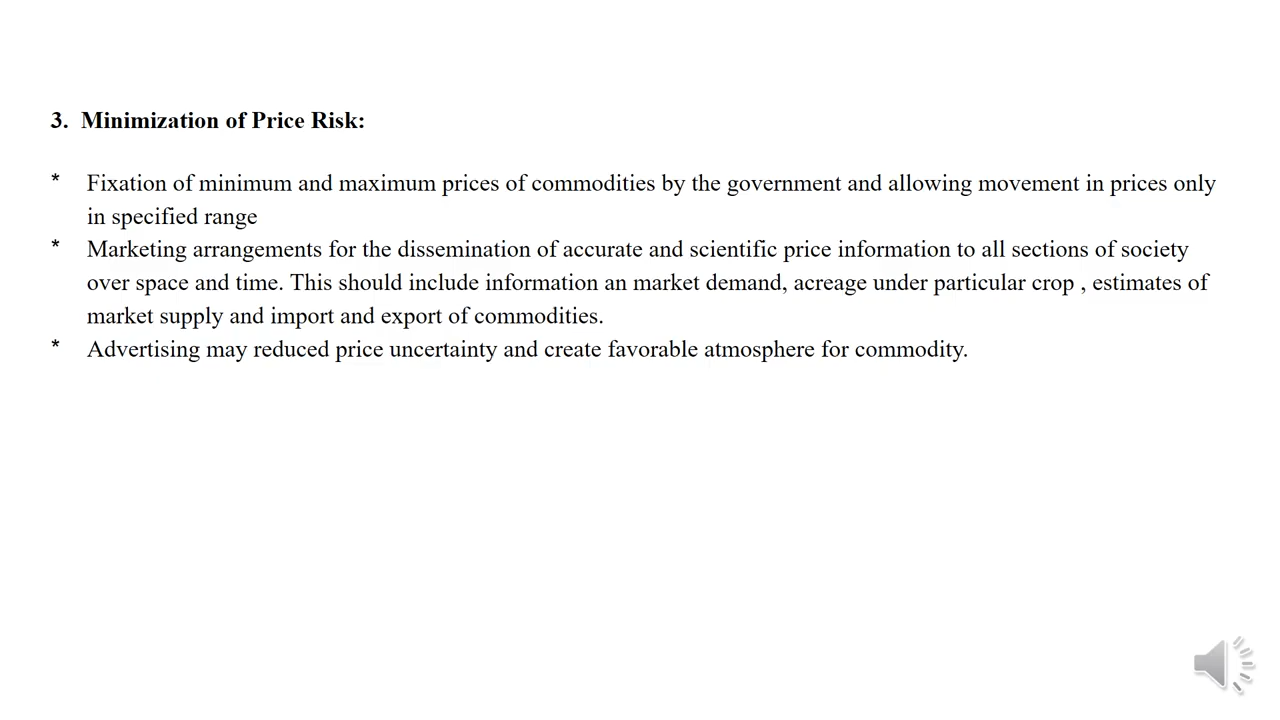 3. Minimization of Price Risk:
* Fixation of minimum and maximum prices of commodities by the government and allowing movement in prices only
in specified range
* Marketing arrangements for the dissemination of accurate and scientific price information to all sections of society
over space and time. This should include information an market demand, acreage under particular crop , estimates of
market supply and import and export of commodities.
* Advertising may reduced price uncertainty and create favorable atmosphere for commodity.